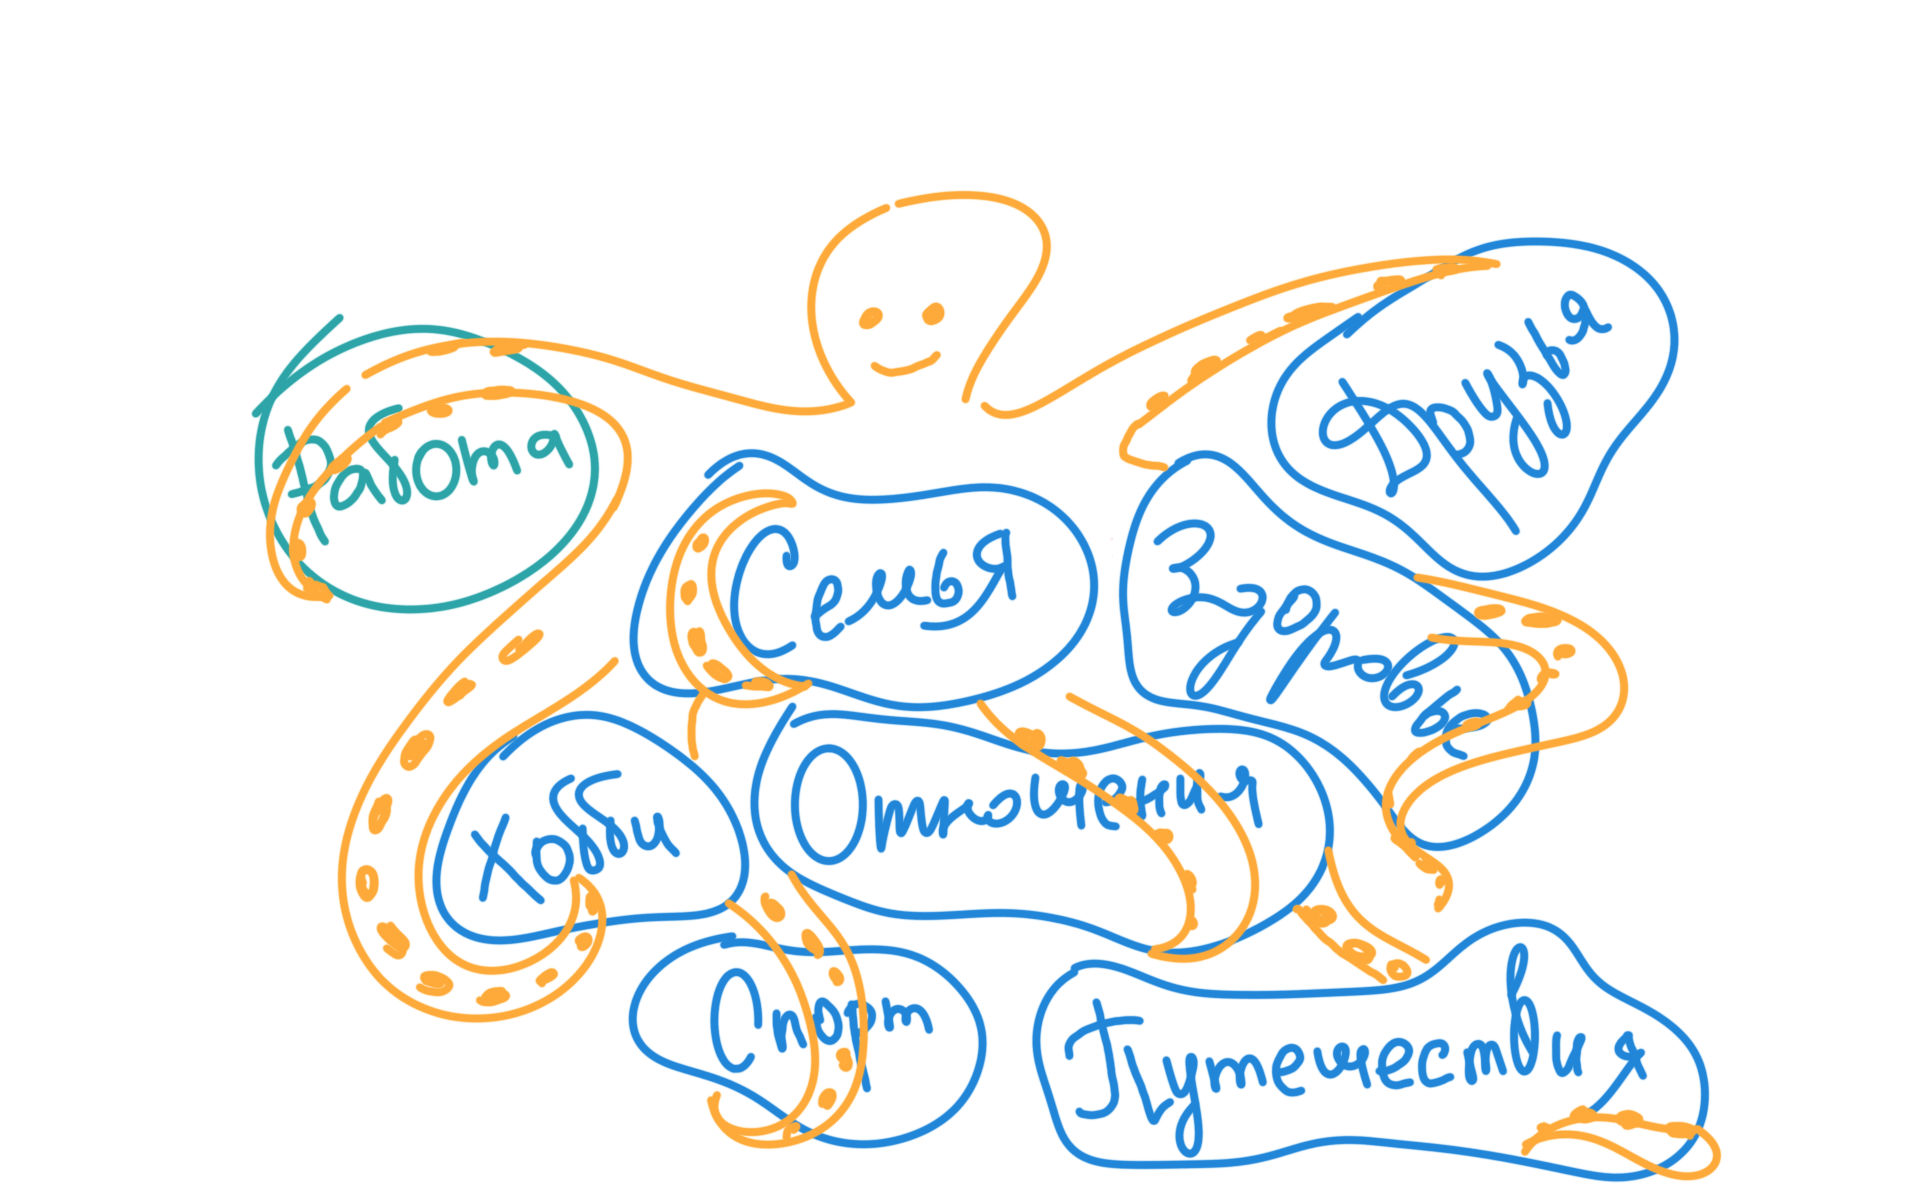 Работа
Друзья
Семья
Здоровье
Хобби
Отношения
Спорт
Путешествия